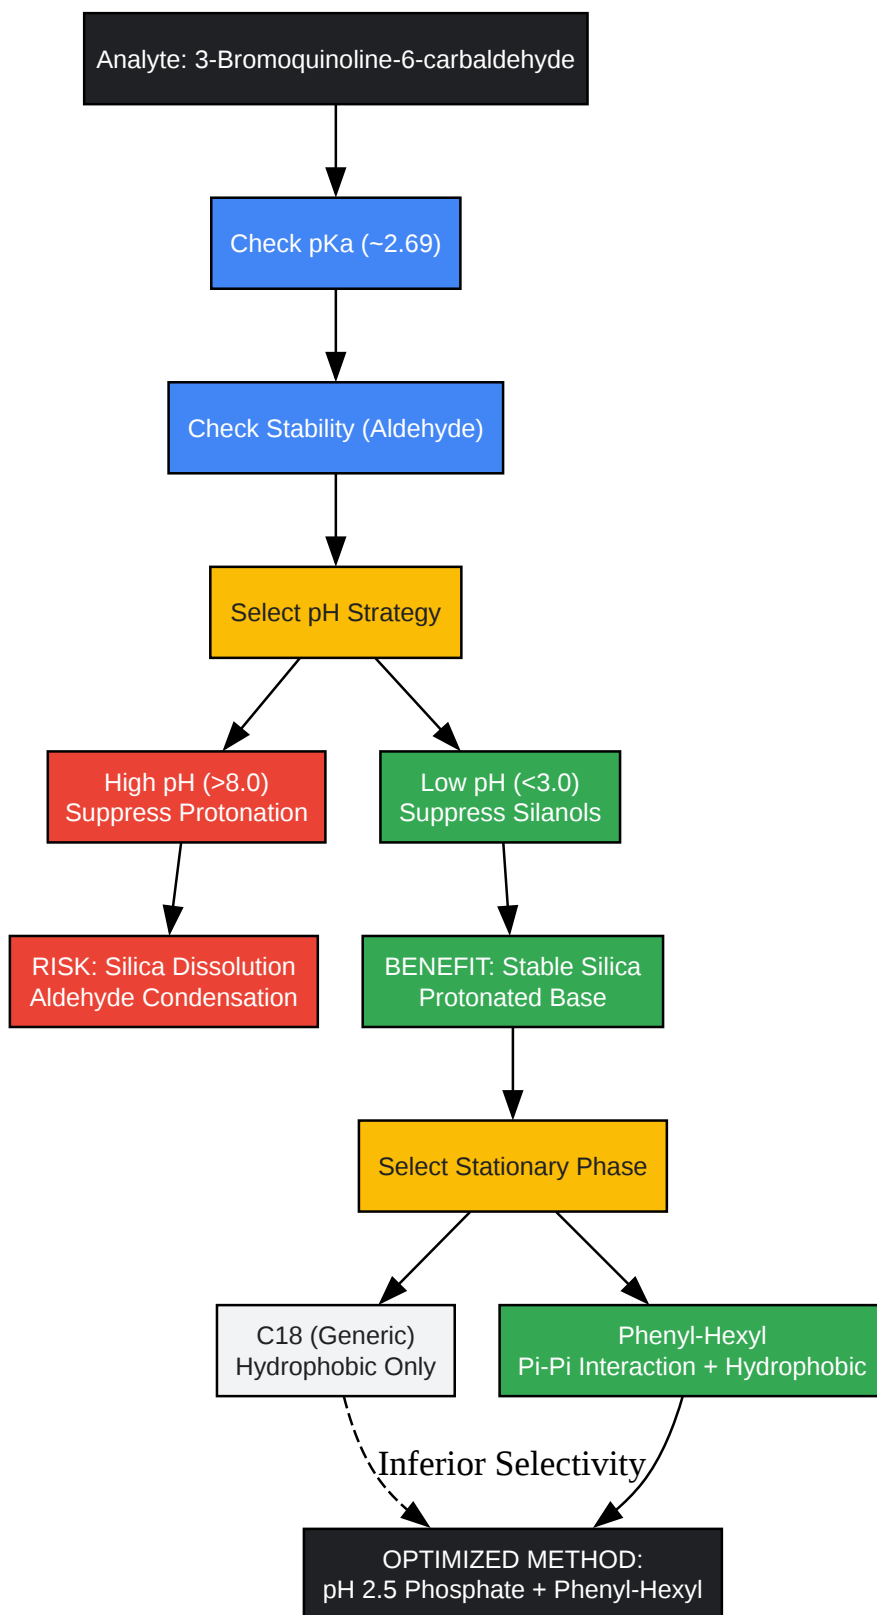 Analyte: 3-Bromoquinoline-6-carbaldehyde
Check pKa (~2.69)
Check Stability (Aldehyde)
Select pH Strategy
High pH (>8.0)
Suppress Protonation
Low pH (<3.0)
Suppress Silanols
RISK: Silica Dissolution
Aldehyde Condensation
BENEFIT: Stable Silica
Protonated Base
Select Stationary Phase
C18 (Generic)
Hydrophobic Only
Phenyl-Hexyl
Pi-Pi Interaction + Hydrophobic
Inferior Selectivity
OPTIMIZED METHOD:
pH 2.5 Phosphate + Phenyl-Hexyl